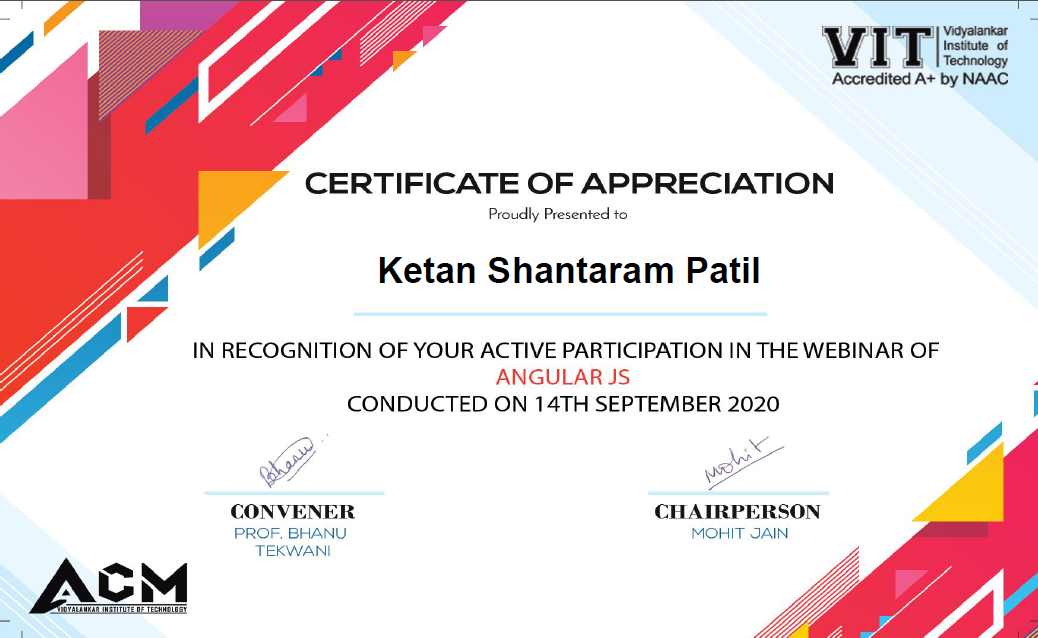 VIT
Vidyalankar
Institute of
Technology
Accredited A+ by NAAC
CERTIFICATE OF APPRECIATION
Proudly Presented to
Ketan Shantaram Patil
IN RECOGNITION OF YOUR ACTIVE PARTICIPATION IN THE WEBINAR OF
ANGULAR JS
CONDUCTED ON 14TH SEPTEMBER 2020
Bhanu
Mohit
CONVENER
PROF. BHANU
TEKWANI
CHAIRPERSON
MOHIT JAIN
ACM
VIDYALANKAR INSTITUTE OF TECHNOLOGY